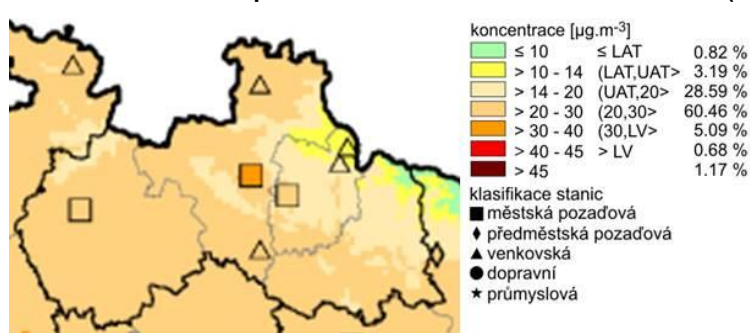 koncentrace [µg.m-3]
≤ 10 ≤ LAT 0.82 %
> 10 - 14 (LAT,UAT> 3.19 %
> 14 - 20 (UAT,20> 28.59 %
> 20 - 30 (20,30> 60.46 %
> 30 - 40 (30,LV> 5.09 %
> 40 - 45 > LV 0.68 %
> 45 1.17 %
klasifikace stanic
městská pozaďová
předměstská pozaďová
venkovská
dopravní
průmyslová